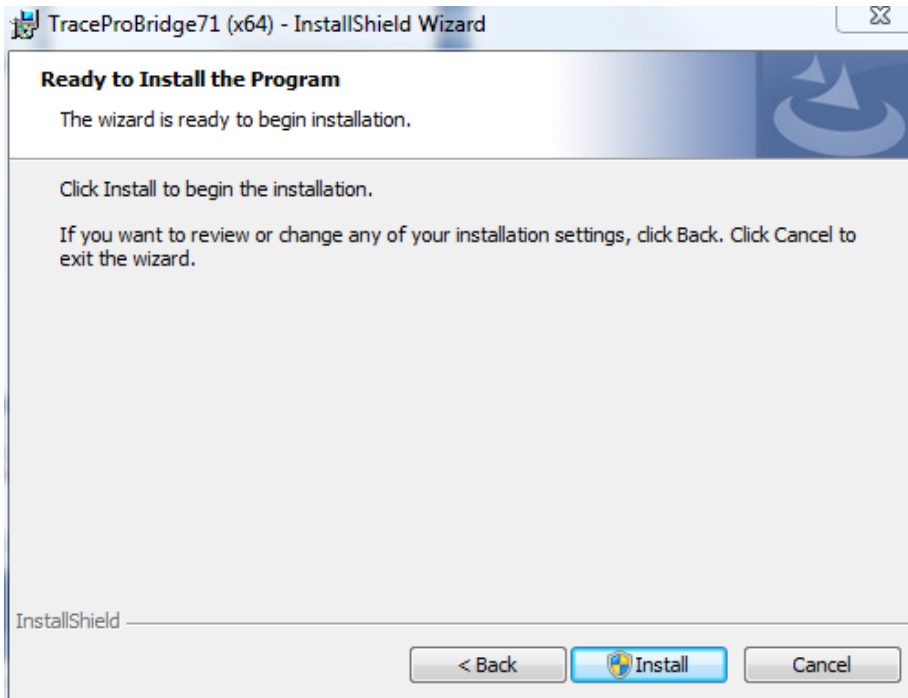 TraceProBridge71 (x64) - InstallShield Wizard
Ready to Install the Program
The wizard is ready to begin installation.
Click Install to begin the installation.
If you want to review or change any of your installation settings, click Back. Click Cancel to
exit the wizard.
InstallShield
< Back
Install
Cancel